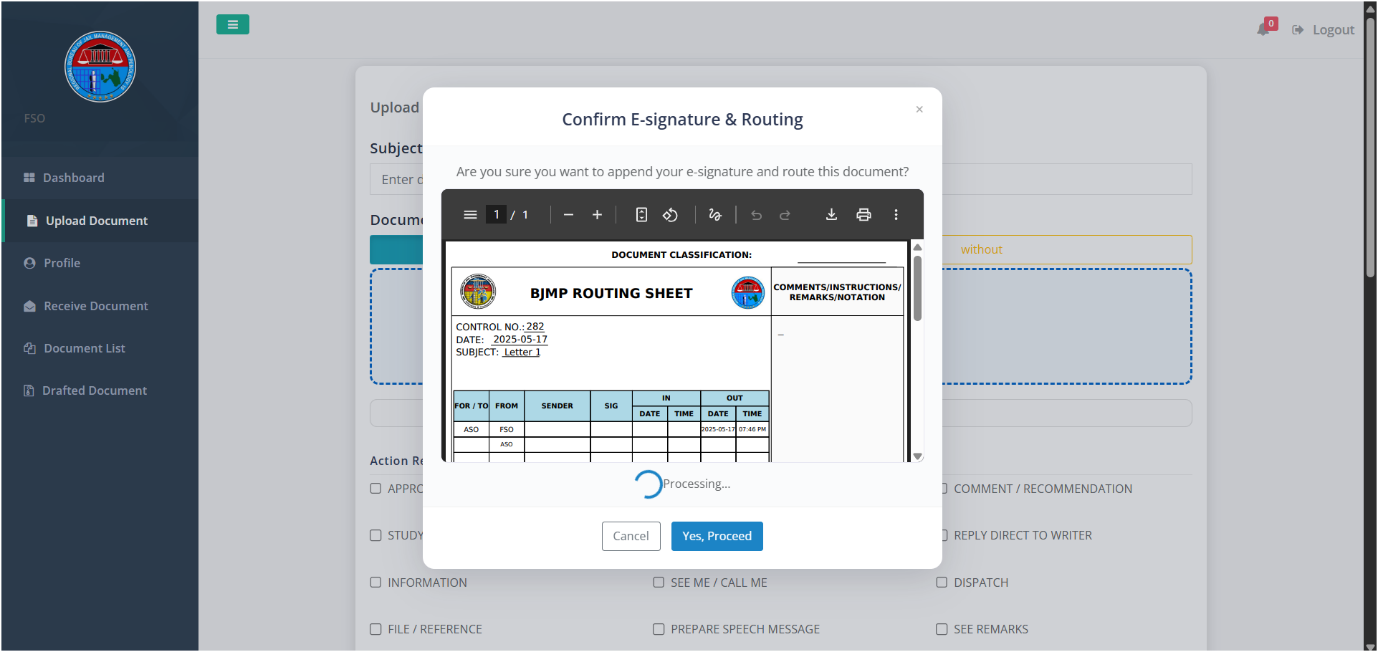 0
Logout
FSO
Dashboard
Upload Document
Profile
Receive Document
Document List
Drafted Document
Upload
Subject
Enter d
Docume
without
Confirm E-signature & Routing
×
Are you sure you want to append your e-signature and route this document?
1 / 1
DOCUMENT CLASSIFICATION:
BJMP ROUTING SHEET
COMMENTS/INSTRUCTIONS/
REMARKS/NOTATION
CONTROL NO.: 282
DATE: 2025-05-17
SUBJECT: Letter 1
FOR / TO FROM SENDER SIG IN OUT
DATE TIME DATE TIME
ASO FSO 2025-05-17 07:46 PM
ASO
Processing...
Cancel Yes, Proceed
Action Re
APPRO COMMENT / RECOMMENDATION
STUDY REPLY DIRECT TO WRITER
INFORMATION SEE ME / CALL ME DISPATCH
FILE / REFERENCE PREPARE SPEECH MESSAGE SEE REMARKS